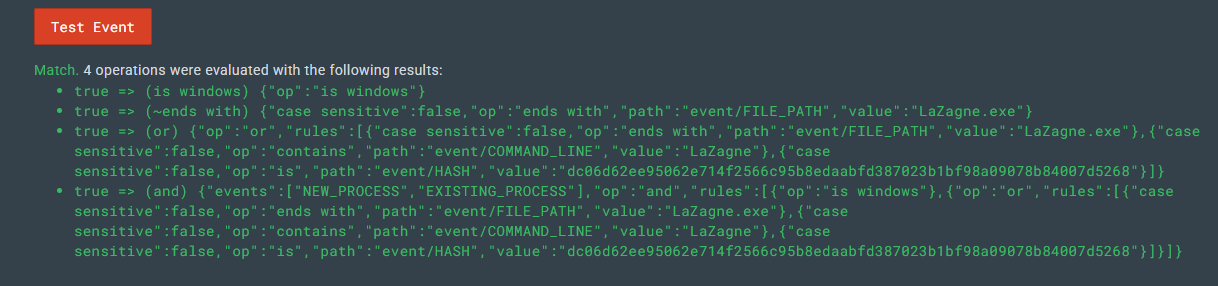 Test Event
Match. 4 operations were evaluated with the following results:
• true => (is windows) {"op":"is windows"}
• true => (~ends with) {"case sensitive":false,"op":"ends with","path":"event/FILE_PATH","value":"LaZagne.exe"}
• true => (or) {"op":"or","rules":[{"case sensitive":false,"op":"ends with","path":"event/FILE_PATH","value":"LaZagne.exe"},{"case
sensitive":false,"op":"contains","path":"event/COMMAND_LINE","value":"LaZagne"},{"case
sensitive":false,"op":"is","path":"event/HASH","value":"dc06d62ee95062e714f2566c95b8edaabfd387023b1bf98a09078b84007d5268"}]}
• true => (and) {"events":["NEW_PROCESS","EXISTING_PROCESS"],"op":"and","rules":[{"op":"is windows"},{"op":"or","rules":[{"case
sensitive":false,"op":"ends with","path":"event/FILE_PATH","value":"LaZagne.exe"},{"case
sensitive":false,"op":"contains","path":"event/COMMAND_LINE","value":"LaZagne"},{"case
sensitive":false,"op":"is","path":"event/HASH","value":"dc06d62ee95062e714f2566c95b8edaabfd387023b1bf98a09078b84007d5268"}]}]}